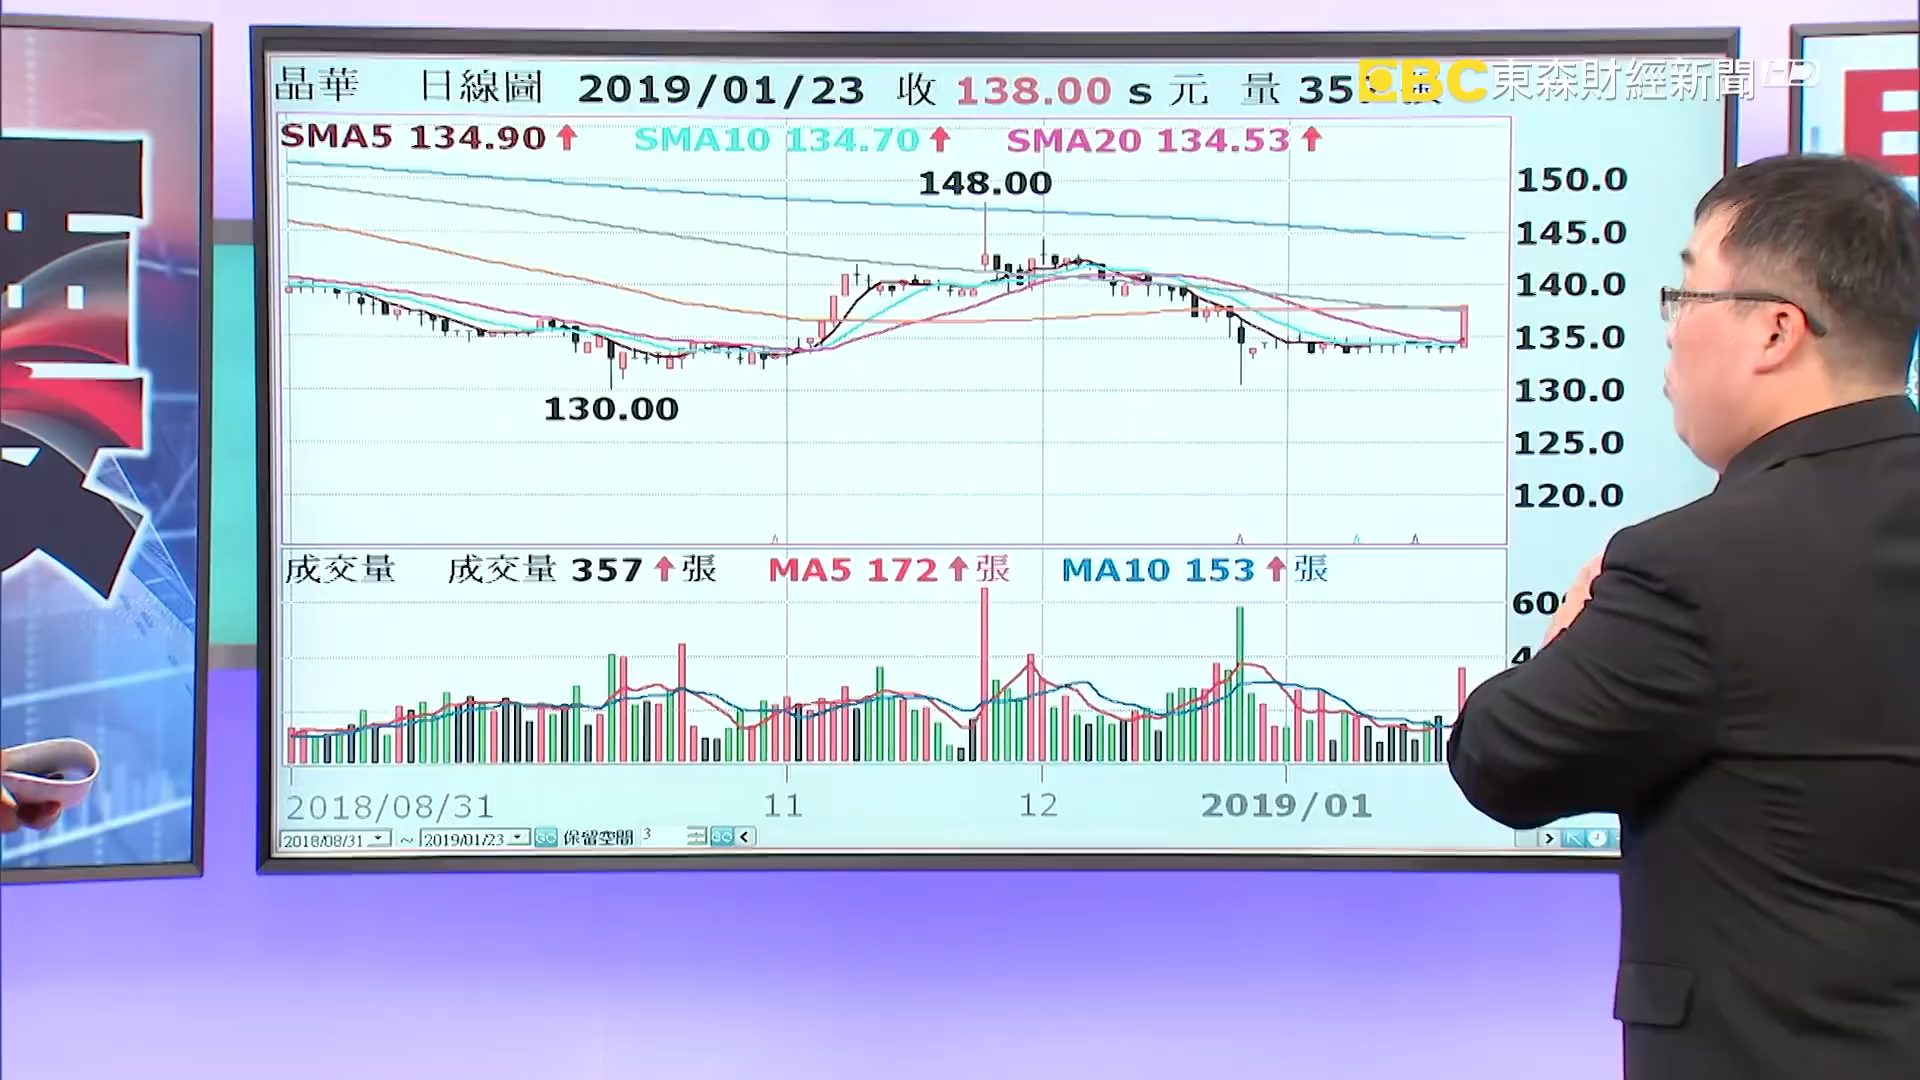 晶華 日線圖 2019/01/23 收 138.00 s 元 量 35
EBC 東森財經新聞 HD
SMA5 134.90↑ SMA10 134.70↑ SMA20 134.53↑
148.00
130.00
150.0
145.0
140.0
135.0
130.0
125.0
120.0
成交量 成交量 357↑張 MA5 172↑張 MA10 153↑張
2018/08/31 11 12 2019/01
2018/08/31 ~ 2019/01/23 GO 保留空間 3 GO